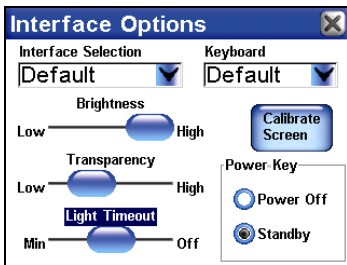 Interface Options
Interface Selection
Keyboard
Default
Default
Brightness
Low
High
Calibrate
Screen
Transparency
Low
High
Power Key
Power Off
Light Timeout
Standby
Min
Off